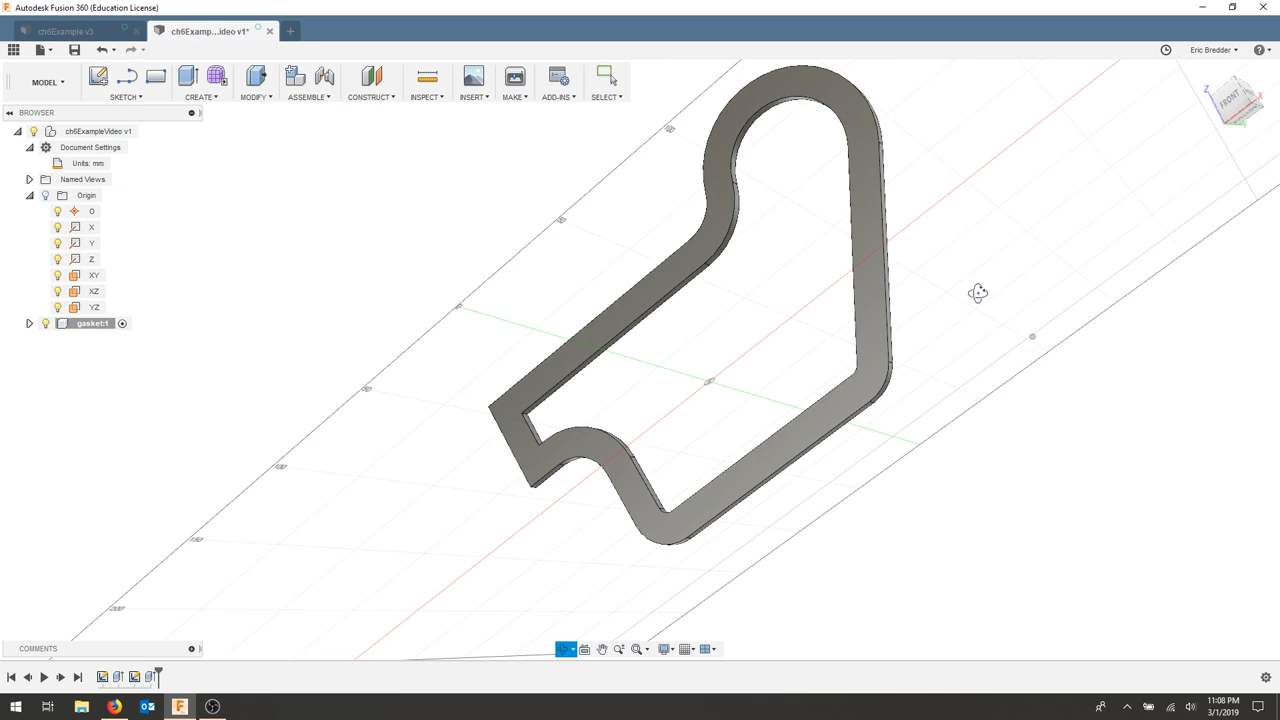 Autodesk Fusion 360 (Education License)
ch6Example v3
ch6Examp...ideo v1*
Eric Bredder
MODEL
SKETCH
CREATE
MODIFY
ASSEMBLE
CONSTRUCT
INSPECT
INSERT
MAKE
ADD-INS
SELECT
BROWSER
ch6ExampleVideo v1
Document Settings
Units: mm
Named Views
Origin
O
X
Y
Z
XY
XZ
YZ
gasket:1
Z
X
FRONT
COMMENTS
11:08 PM
3/1/2019